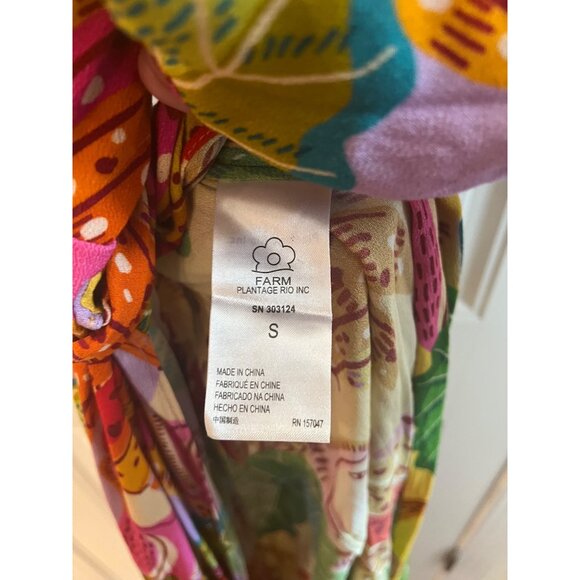 FARM
PLANTAGE RIO INC
SN 303124
S
MADE IN CHINA
FABRIQUÉ EN CHINE
FABRICADO NA CHINA
HECHO EN CHINA
中国制造
RN 157047